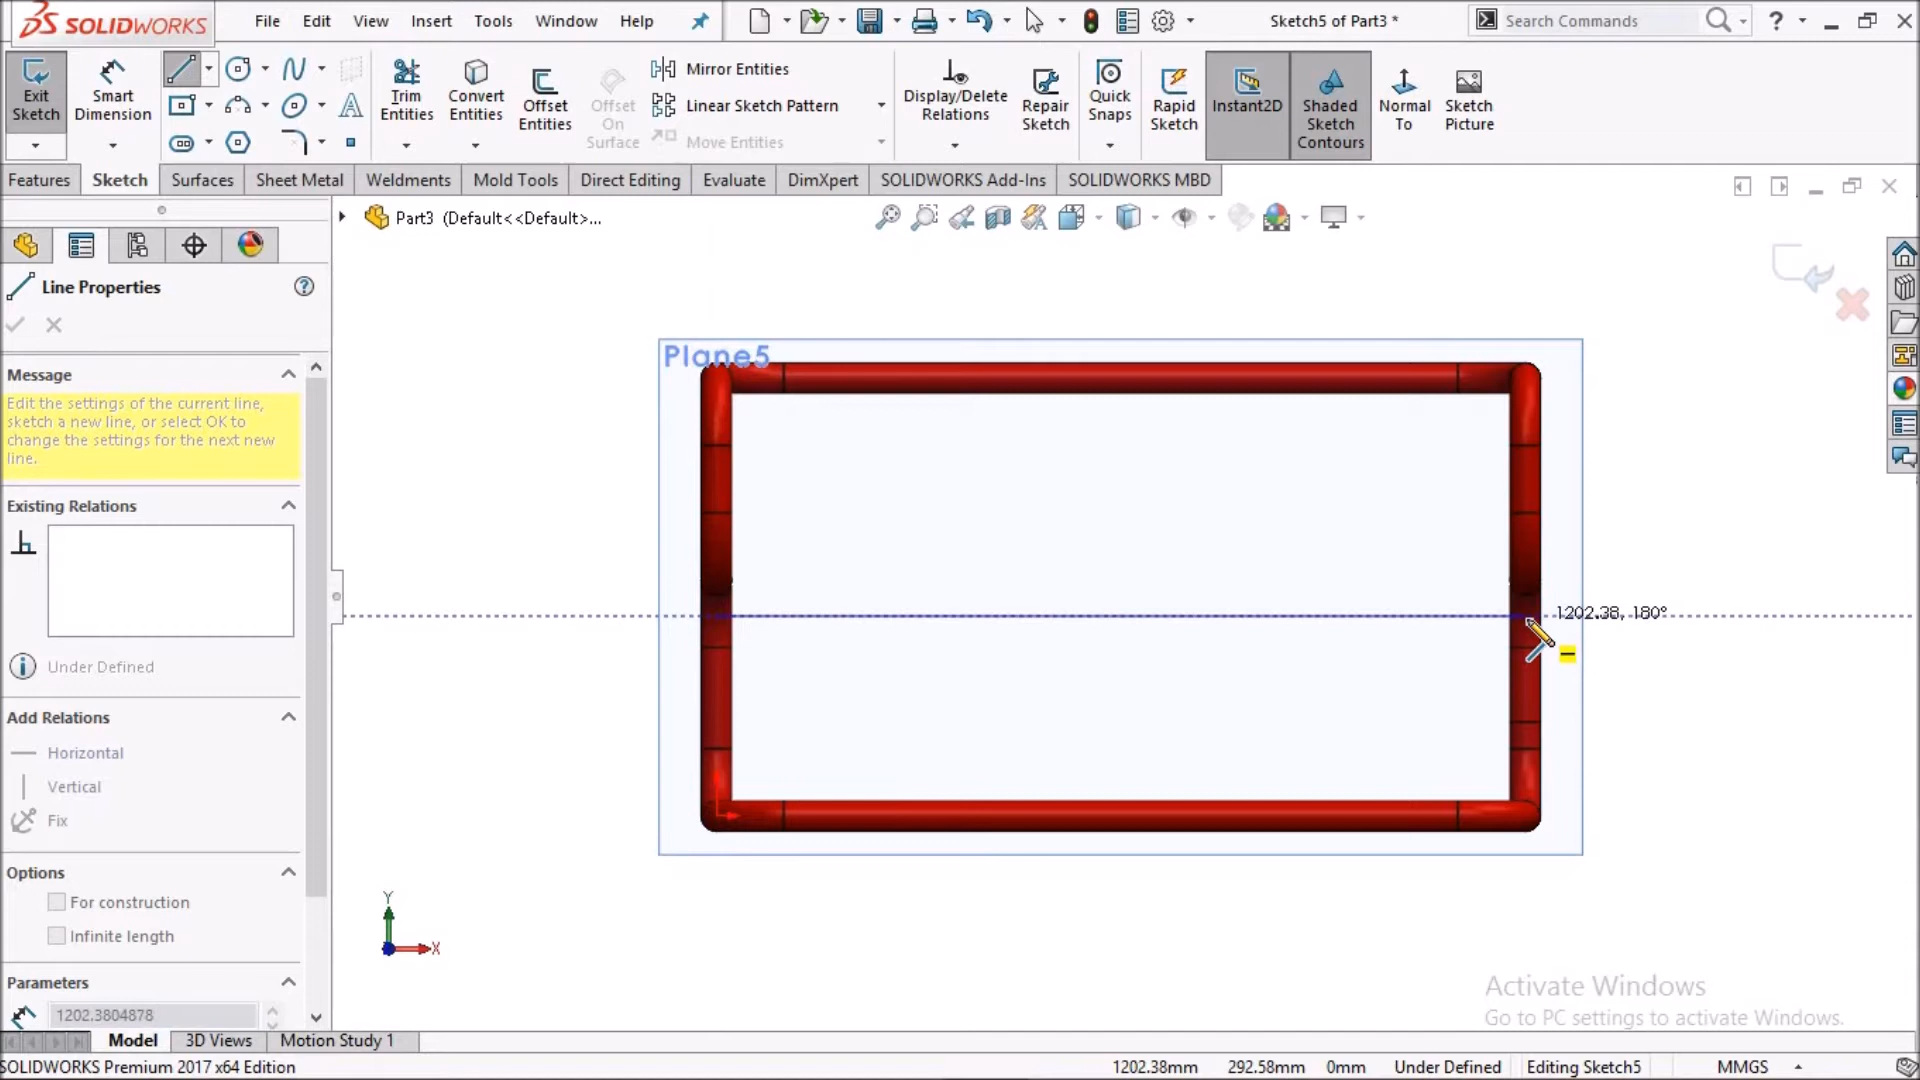 SOLIDWORKS
File Edit View Insert Tools Window Help
Sketch5 of Part3 *
Search Commands
?
Exit Sketch
Smart Dimension
Trim Entities
Convert Entities
Offset Entities
Offset On Surface
Mirror Entities
Linear Sketch Pattern
Move Entities
Display/Delete Relations
Repair Sketch
Quick Snaps
Rapid Sketch
Instant2D
Shaded Sketch Contours
Normal To
Sketch Picture
Features Sketch Surfaces Sheet Metal Weldments Mold Tools Direct Editing Evaluate DimXpert SOLIDWORKS Add-Ins SOLIDWORKS MBD
Part3 (Default<<Default>...
Line Properties
?
Message
Edit the settings of the current line,
sketch a new line, or select OK to
change the settings for the next new
line.
Existing Relations
Under Defined
Add Relations
Horizontal
Vertical
Fix
Options
For construction
Infinite length
Parameters
1202.3804878
Plane5
1202.38, 180°
Y
X
Activate Windows
Go to PC settings to activate Windows.
Model 3D Views Motion Study 1
SOLIDWORKS Premium 2017 x64 Edition
1202.38mm 292.58mm 0mm Under Defined Editing Sketch5 MMGS